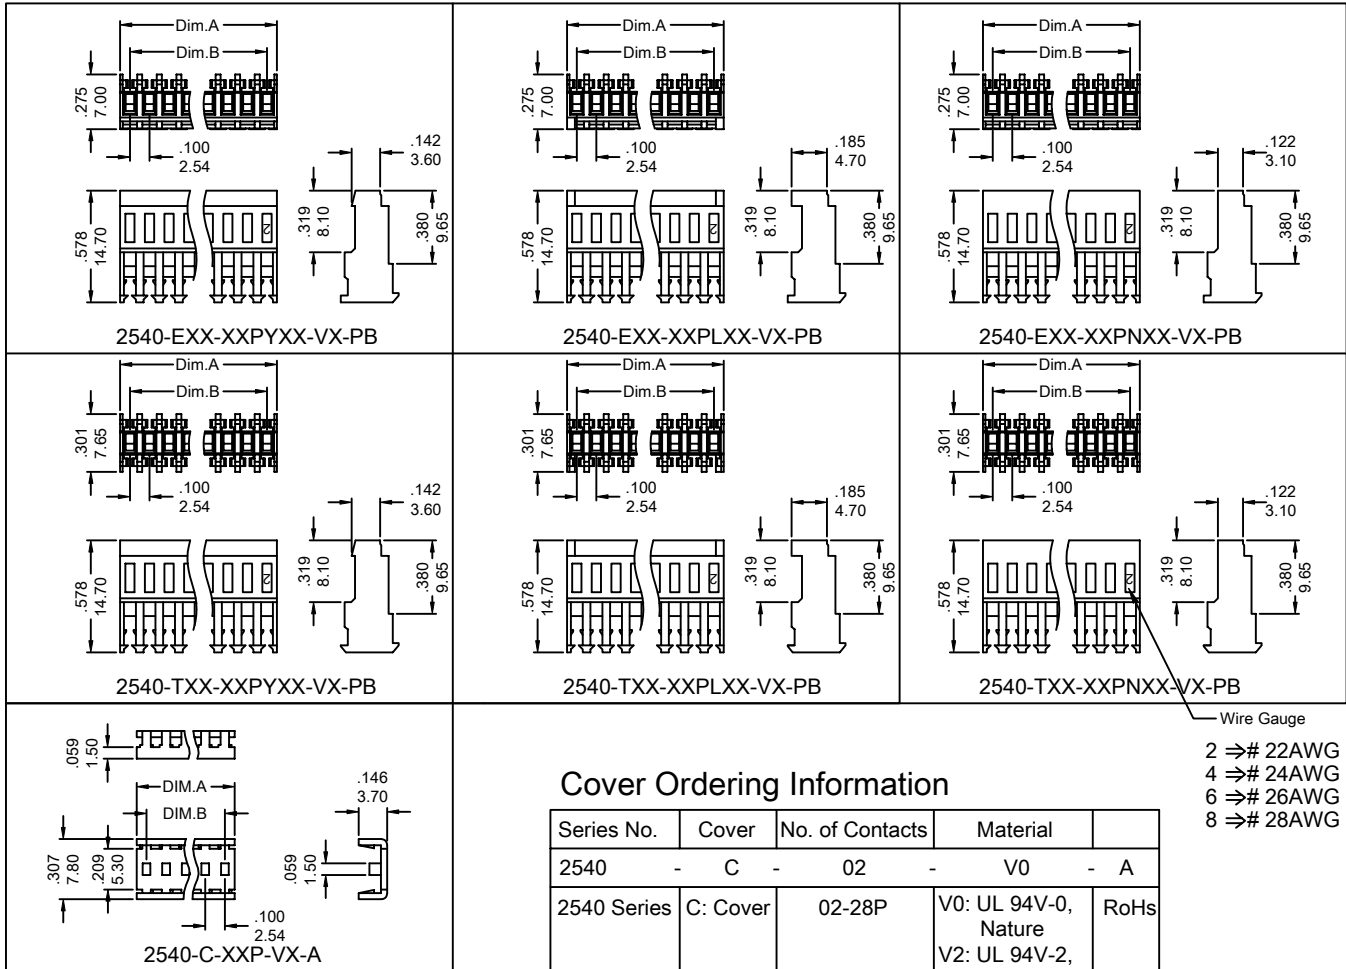 Dim.A
Dim.B
.275
7.00
.100
2.54
.142
3.60
.578
14.70
.319
8.10
.380
9.65
2
2540-EXX-XXPYXX-VX-PB
Dim.A
Dim.B
.275
7.00
.100
2.54
.185
4.70
.578
14.70
.319
8.10
.380
9.65
2
2540-EXX-XXPLXX-VX-PB
Dim.A
Dim.B
.275
7.00
.100
2.54
.122
3.10
.578
14.70
.319
8.10
.380
9.65
2
2540-EXX-XXPNXX-VX-PB
Dim.A
Dim.B
.301
7.65
.100
2.54
.142
3.60
.578
14.70
.319
8.10
.380
9.65
2
2540-TXX-XXPYXX-VX-PB
Dim.A
Dim.B
.301
7.65
.100
2.54
.185
4.70
.578
14.70
.319
8.10
.380
9.65
2
2540-TXX-XXPLXX-VX-PB
Dim.A
Dim.B
.301
7.65
.100
2.54
.122
3.10
.578
14.70
.319
8.10
.380
9.65
2
2540-TXX-XXPNXX-VX-PB
Wire Gauge
2 ⇒# 22AWG
4 ⇒# 24AWG
6 ⇒# 26AWG
8 ⇒# 28AWG
.059
1.50
DIM.A
DIM.B
.307
7.80
.209
5.30
.100
2.54
.146
3.70
.059
1.50
2540-C-XXP-VX-A
Cover Ordering Information
Series No. Cover No. of Contacts Material
2540 - C - 02 - V0 - A
2540 Series C: Cover 02-28P V0: UL 94V-0, RoHs
Nature
V2: UL 94V-2,